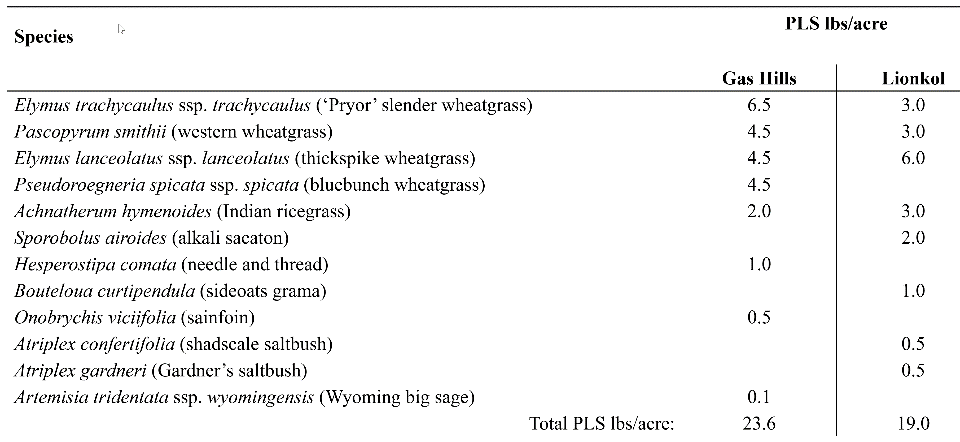 Species PLS lbs/acre
Gas Hills Lionkol
Elymus trachycaulus ssp. trachycaulus (‘Pryor’ slender wheatgrass) 6.5 3.0
Pascopyrum smithii (western wheatgrass) 4.5 3.0
Elymus lanceolatus ssp. lanceolatus (thickspike wheatgrass) 4.5 6.0
Pseudoroegneria spicata ssp. spicata (bluebunch wheatgrass) 4.5
Achnatherum hymenoides (Indian ricegrass) 2.0 3.0
Sporobolus airoides (alkali sacaton) 2.0
Hesperostipa comata (needle and thread) 1.0
Bouteloua curtipendula (sideoats grama) 1.0
Onobrychis viciifolia (sainfoin) 0.5
Atriplex confertifolia (shadscale saltbush) 0.5
Atriplex gardneri (Gardner’s saltbush) 0.5
Artemisia tridentata ssp. wyomingensis (Wyoming big sage) 0.1
Total PLS lbs/acre: 23.6 19.0